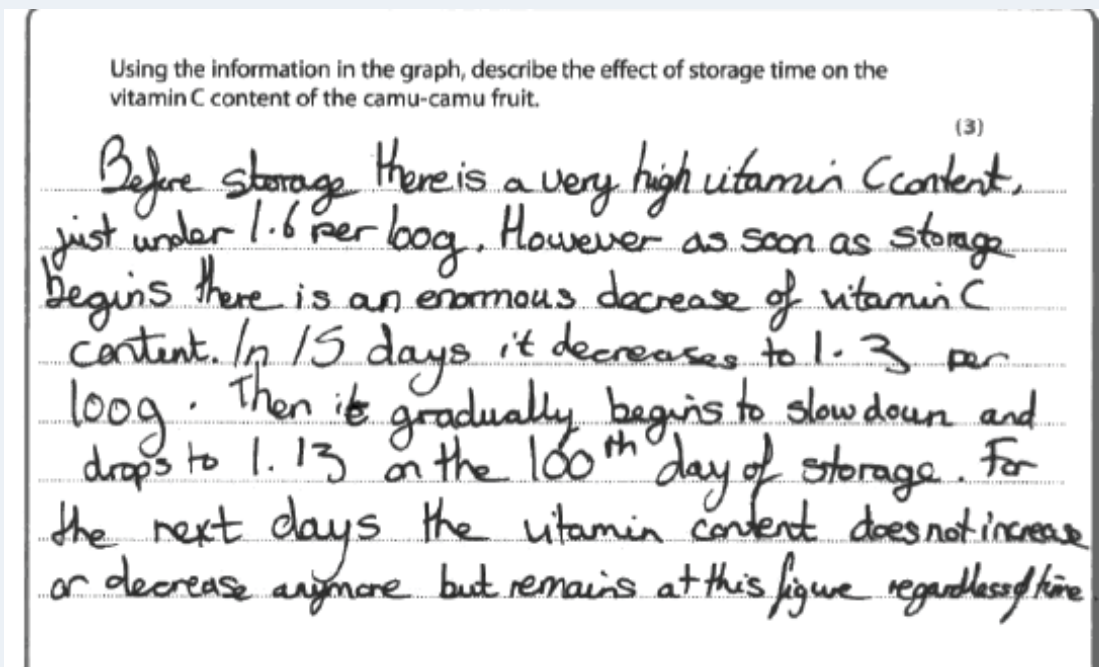 Using the information in the graph, describe the effect of storage time on the
vitamin C content of the camu-camu fruit.
(3)
Before storage there is a very high vitamin C content,
just under 1.6 per 100g. However as soon as storage
begins there is an enormous decrease of vitamin C
content. In 15 days it decreases to 1.3 per
100g. Then it gradually begins to slow down and
drops to 1.13 on the 100th day of storage. For
the next days the vitamin content does not increase
or decrease anymore but remains at this figure regardless of time